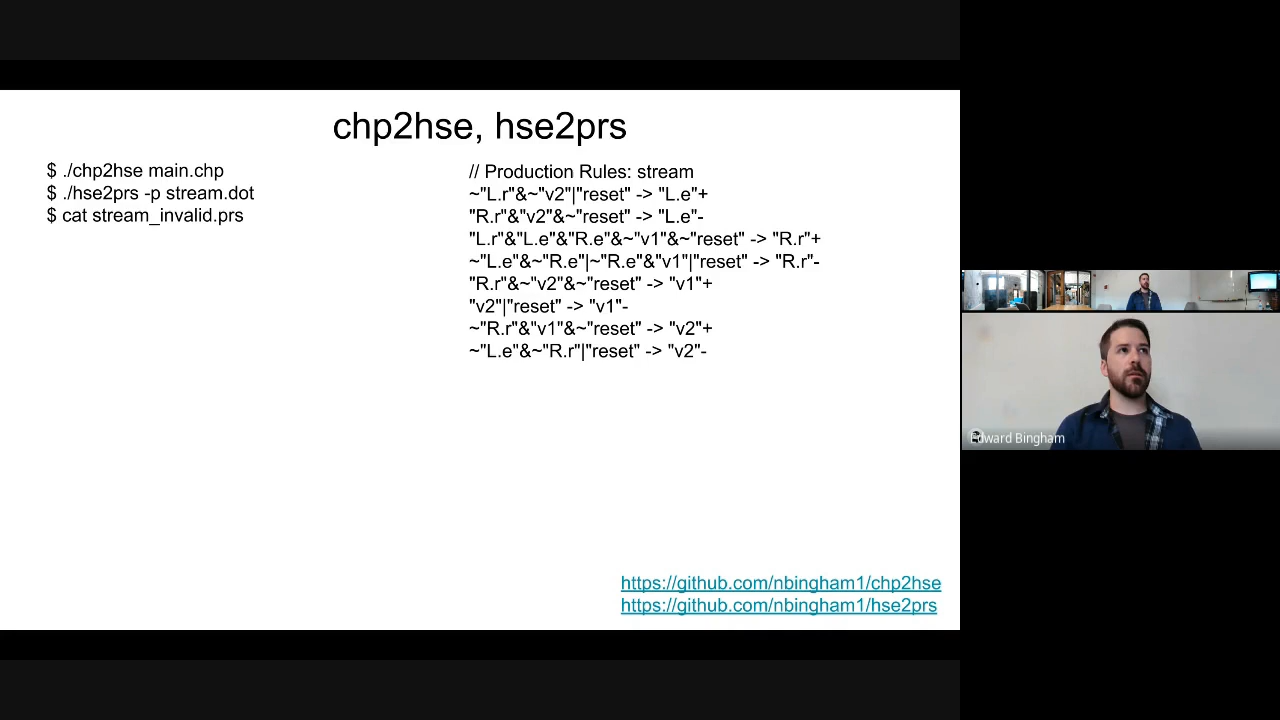 chp2hse, hse2prs
$ ./chp2hse main.chp
$ ./hse2prs -p stream.dot
$ cat stream_invalid.prs
// Production Rules: stream
~"L.r"&~"v2"|"reset" -> "L.e"+
"R.r"&"v2"&~"reset" -> "L.e"-
"L.r"&"L.e"&"R.e"&~"v1"&~"reset" -> "R.r"+
~"L.e"&~"R.e"|~"R.e"&"v1"|"reset" -> "R.r"-
"R.r"&~"v2"&~"reset" -> "v1"+
"v2"|"reset" -> "v1"-
~"R.r"&"v1"&~"reset" -> "v2"+
~"L.e"&~"R.r"|"reset" -> "v2"-
https://github.com/nbingham1/chp2hse
https://github.com/nbingham1/hse2prs
Edward Bingham